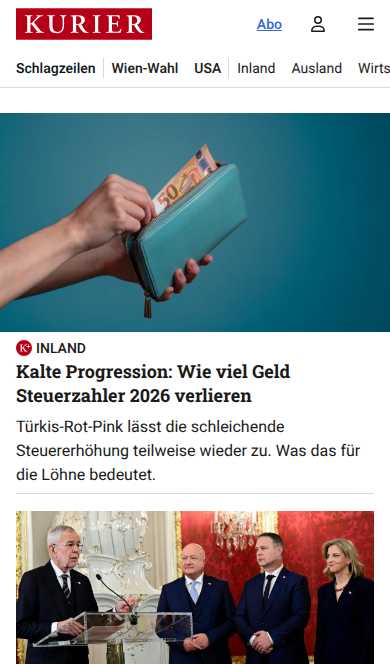 KURIER
Abo
Schlagzeilen Wien-Wahl USA Inland Ausland Wirts
50
K+ INLAND
Kalte Progression: Wie viel Geld
Steuerzahler 2026 verlieren
Türkis-Rot-Pink lässt die schleichende
Steuererhöhung teilweise wieder zu. Was das für
die Löhne bedeutet.